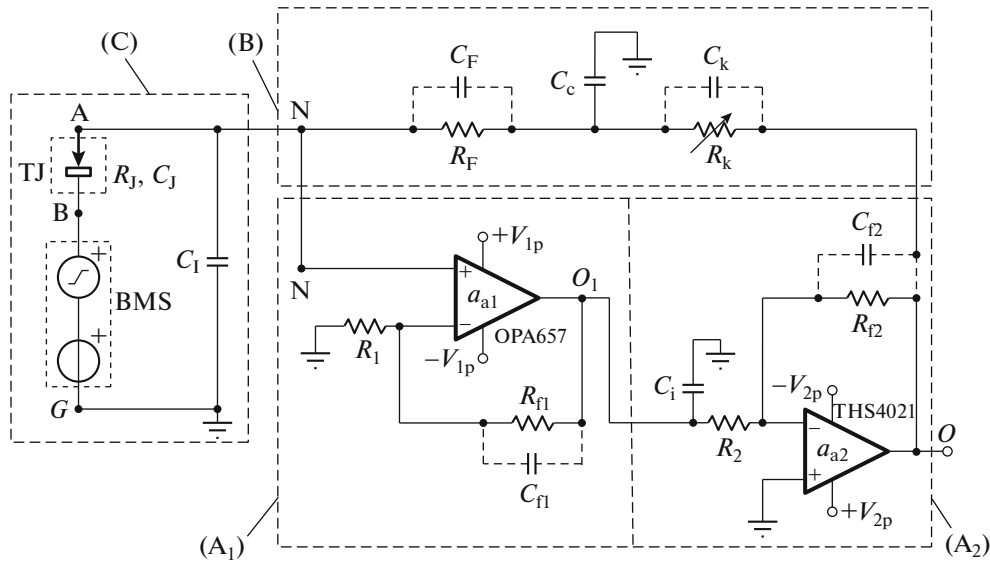 (C)
(B)
C_F
C_c
C_k
A
N
R_F
R_k
TJ
R_J, C_J
B
C_I
BMS
+
+
G
N
+V_1p
+
a_a1
−
O_1
OPA657
−V_1p
R_1
R_f1
C_f1
C_f2
R_f2
C_i
R_2
−V_2p
THS4021
−
a_a2
+
O
+V_2p
(A_1)
(A_2)